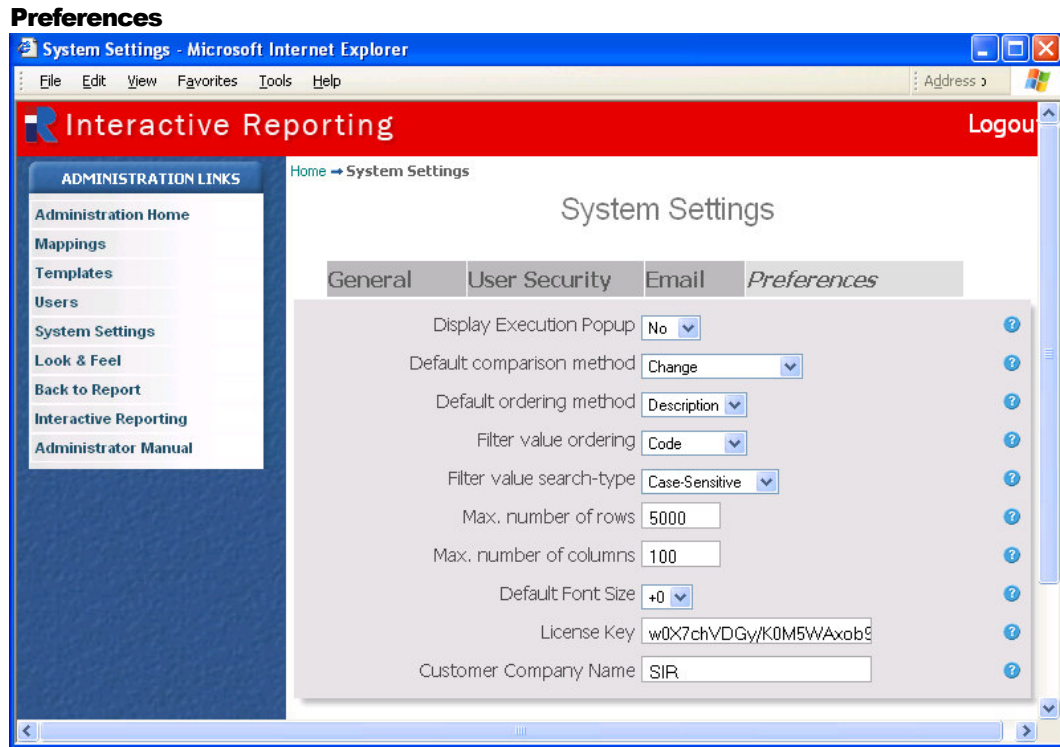 Preferences
System Settings - Microsoft Internet Explorer
File Edit View Favorites Tools Help Address
Interactive Reporting Logou
ADMINISTRATION LINKS
Administration Home
Mappings
Templates
Users
System Settings
Look & Feel
Back to Report
Interactive Reporting
Administrator Manual
Home → System Settings
System Settings
General User Security Email Preferences
Display Execution Popup No ?
Default comparison method Change ?
Default ordering method Description ?
Filter value ordering Code ?
Filter value search-type Case-Sensitive ?
Max. number of rows 5000 ?
Max. number of columns 100 ?
Default Font Size +0 ?
License Key w0X7chVDGy/K0M5WAxob9 ?
Customer Company Name SIR ?